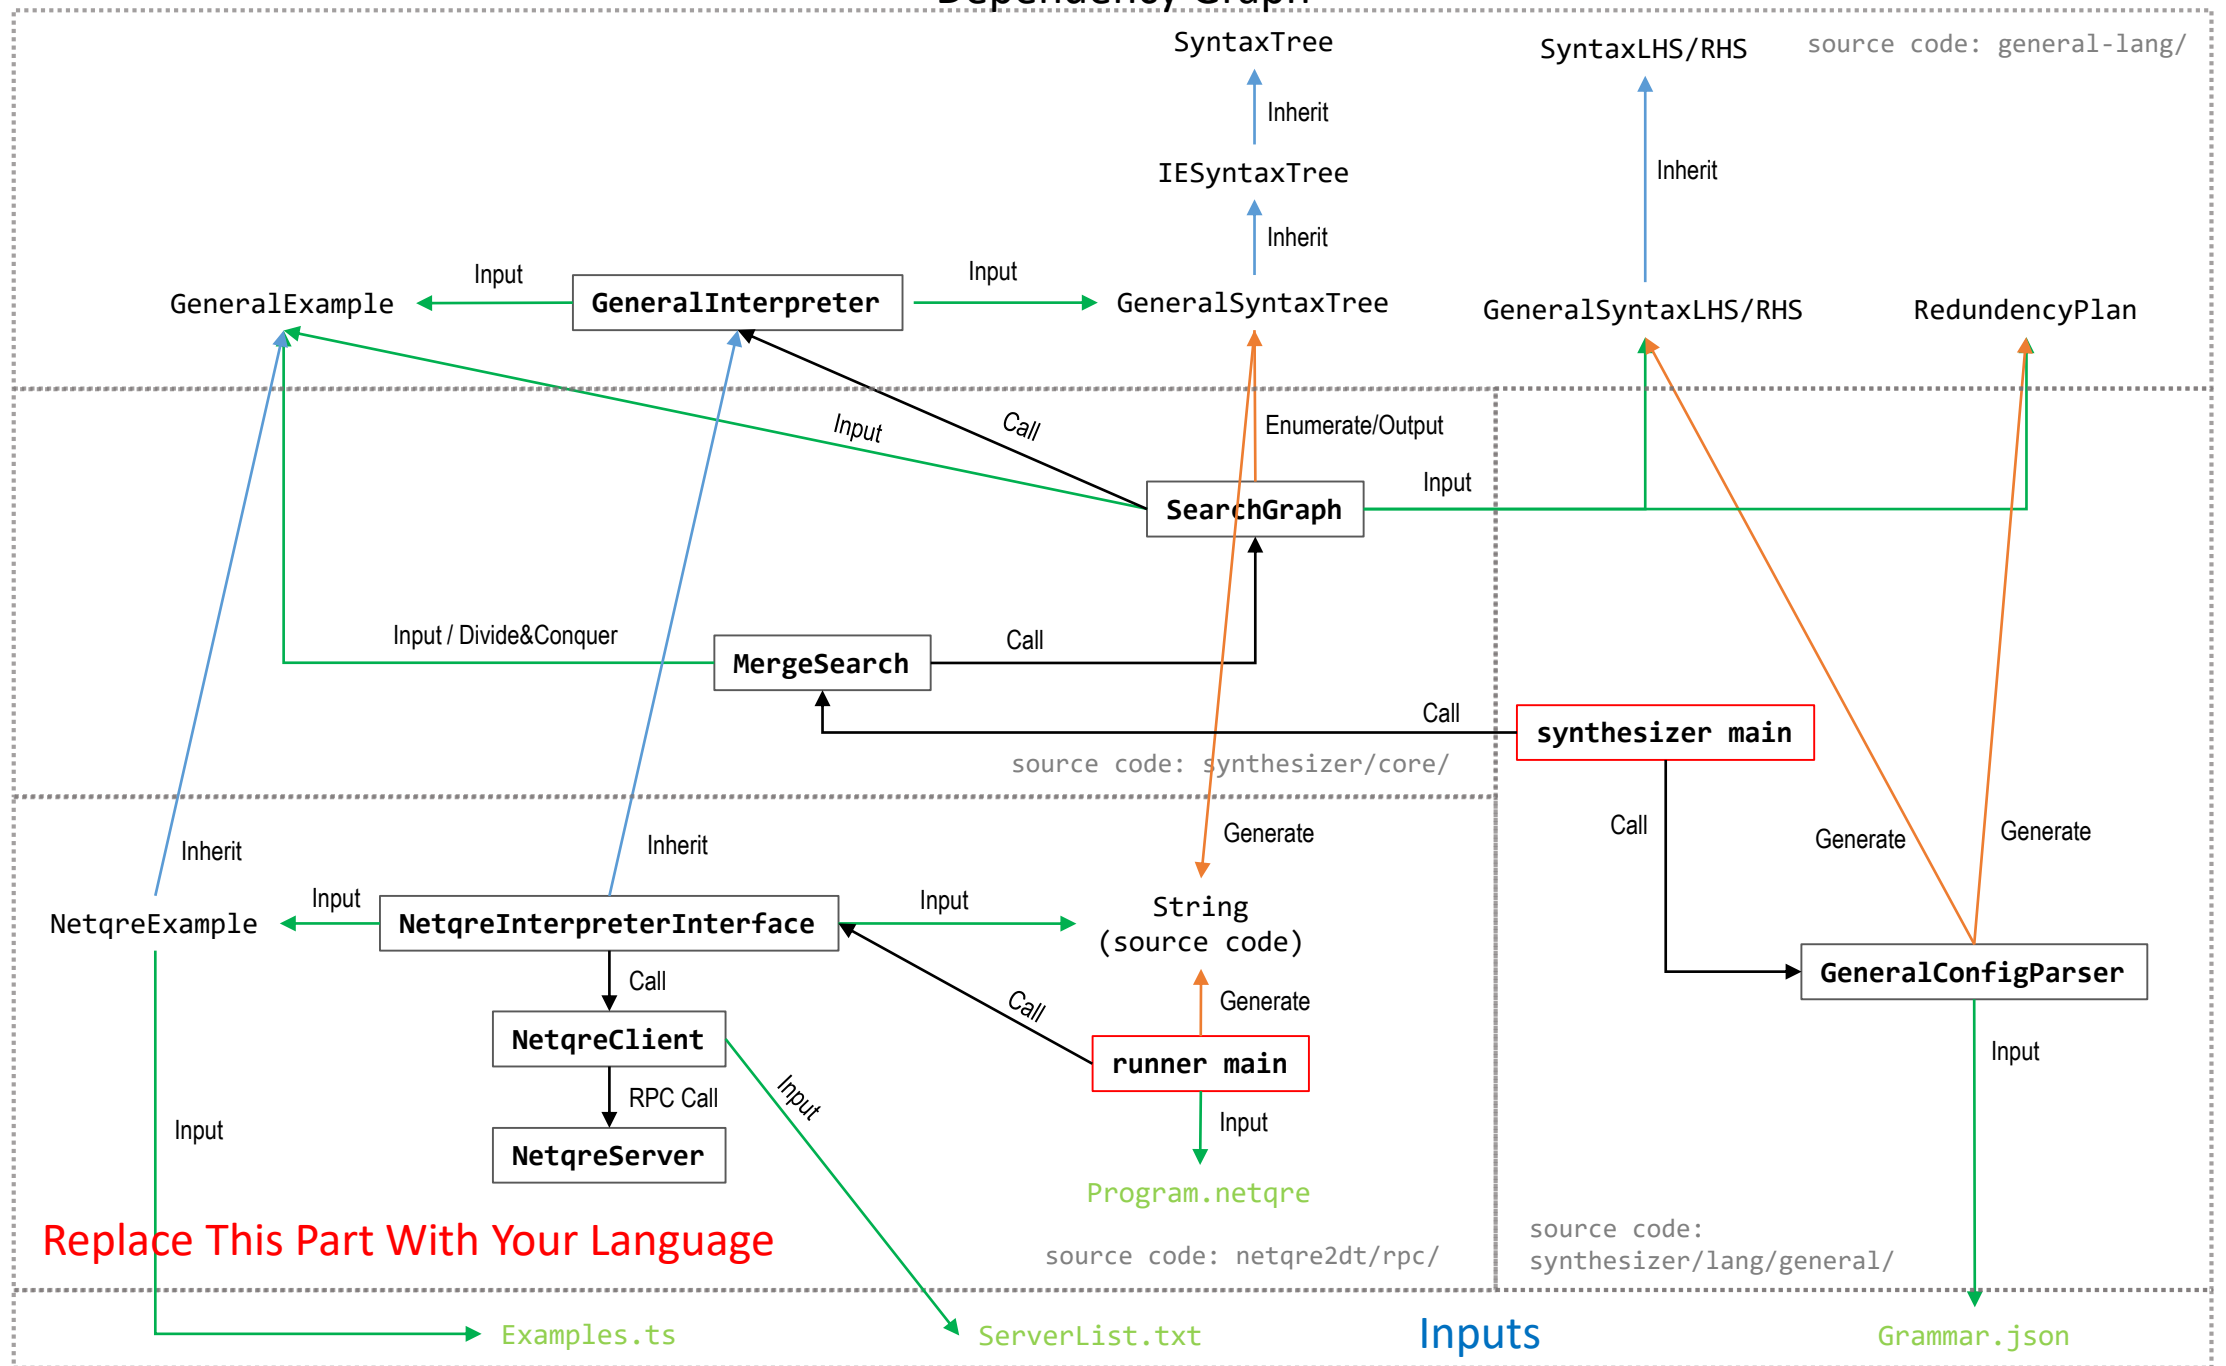 Dependency Graph
SyntaxTree
SyntaxLHS/RHS
source code: general-lang/
Inherit
IESyntaxTree
Inherit
Inherit
Input
Input
GeneralExample
GeneralInterpreter
GeneralSyntaxTree
GeneralSyntaxLHS/RHS
RedundencyPlan
Input
Call
Enumerate/Output
Input
SearchGraph
Input / Divide&Conquer
Call
MergeSearch
Call
synthesizer main
source code: synthesizer/core/
Call
Generate
Generate
Generate
Inherit
Inherit
Input
Input
NetqreExample
NetqreInterpreterInterface
String
(source code)
GeneralConfigParser
Call
Call
Generate
NetqreClient
runner main
Input
RPC Call
Input
Input
Input
NetqreServer
Program.netqre
Replace This Part With Your Language
source code: netqre2dt/rpc/
source code:
synthesizer/lang/general/
Examples.ts
ServerList.txt
Inputs
Grammar.json